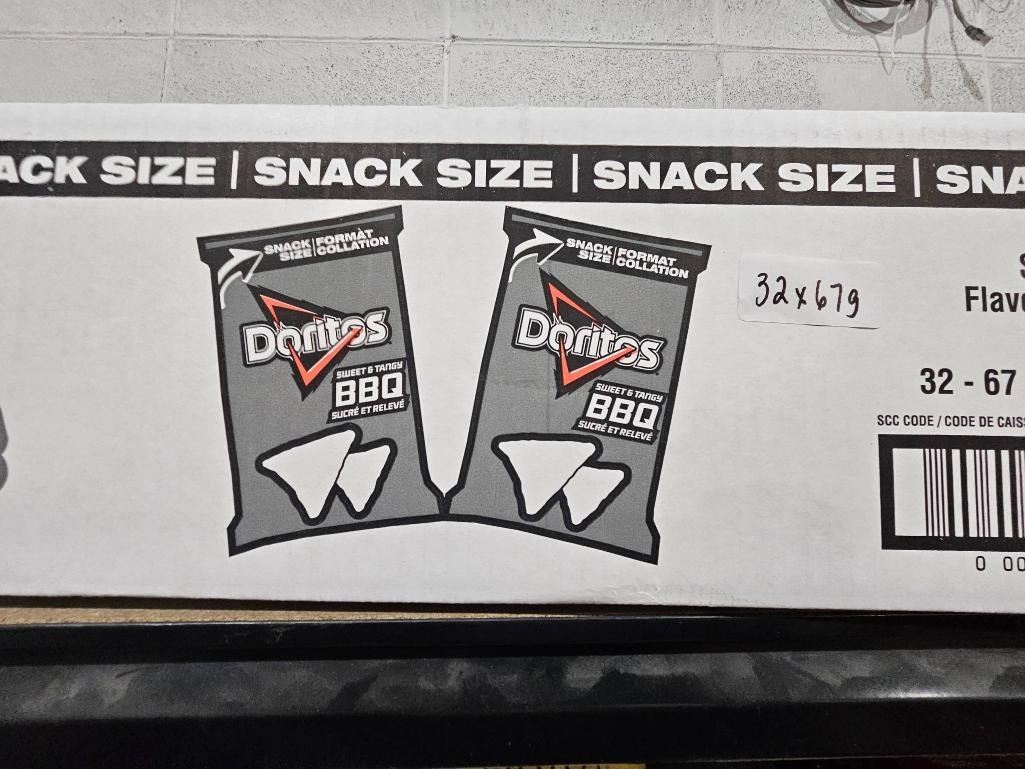 ACK SIZE | SNACK SIZE | SNACK SIZE | SNA
SNACK SIZE | FORMAT COLLATION
Doritos
SWEET & TANGY
BBQ
SUCRÉ ET RELEVÉ
SNACK SIZE | FORMAT COLLATION
Doritos
SWEET & TANGY
BBQ
SUCRÉ ET RELEVÉ
32 x 67g
S
Flav
32 - 67
SCC CODE / CODE DE CAIS
0 00